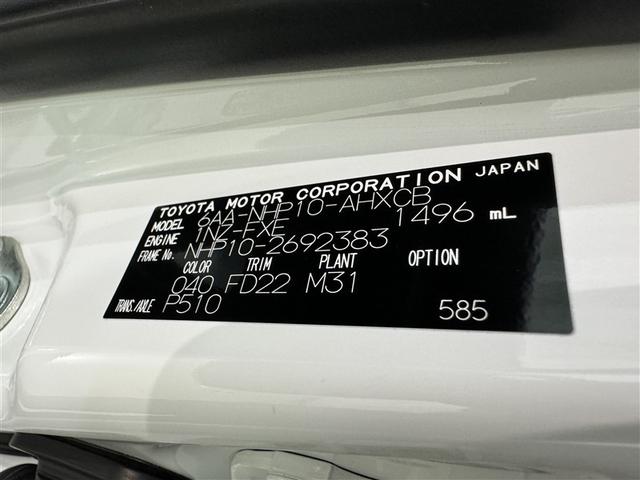 TOYOTA MOTOR CORPORATION JAPAN
MODEL 6AA-NHP10-AHXCB
ENGINE 1NZ-FXE 1496 mL
FRAME No. NHP10-2692383
COLOR TRIM PLANT OPTION
040 FD22 M31
TRANS./AXLE P510 585